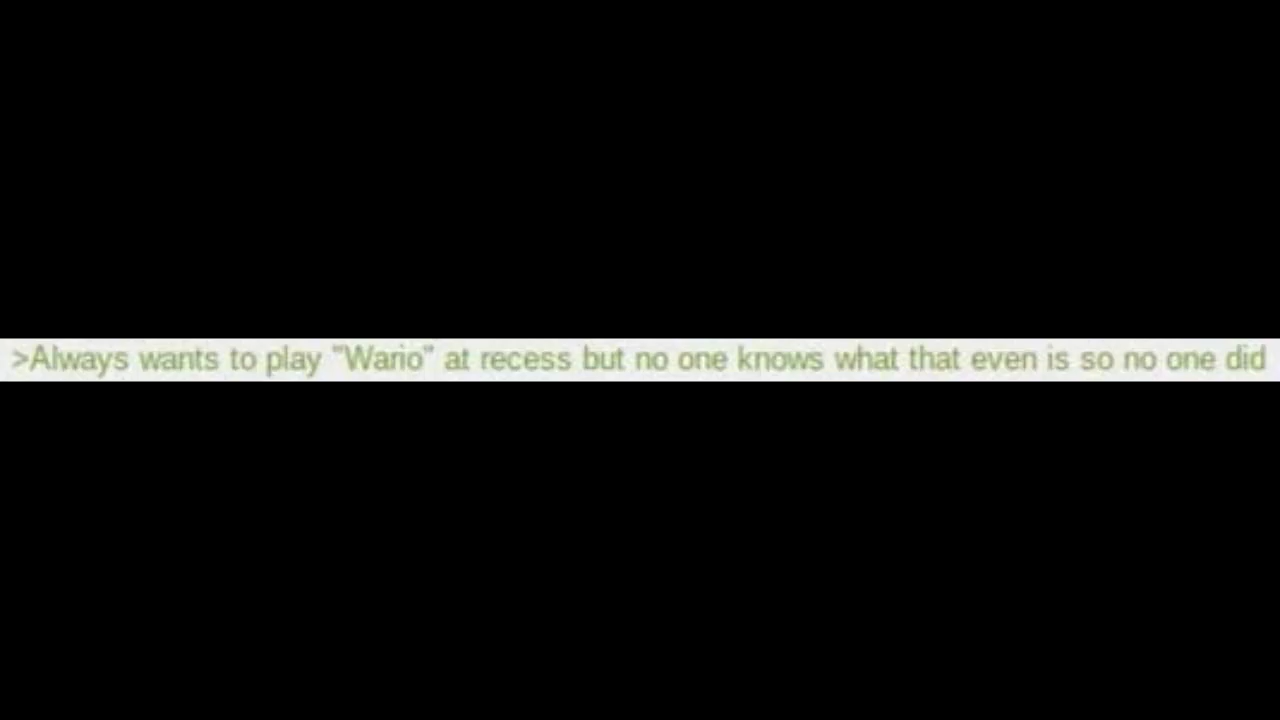 >Always wants to play "Wario" at recess but no one knows what that even is so no one did